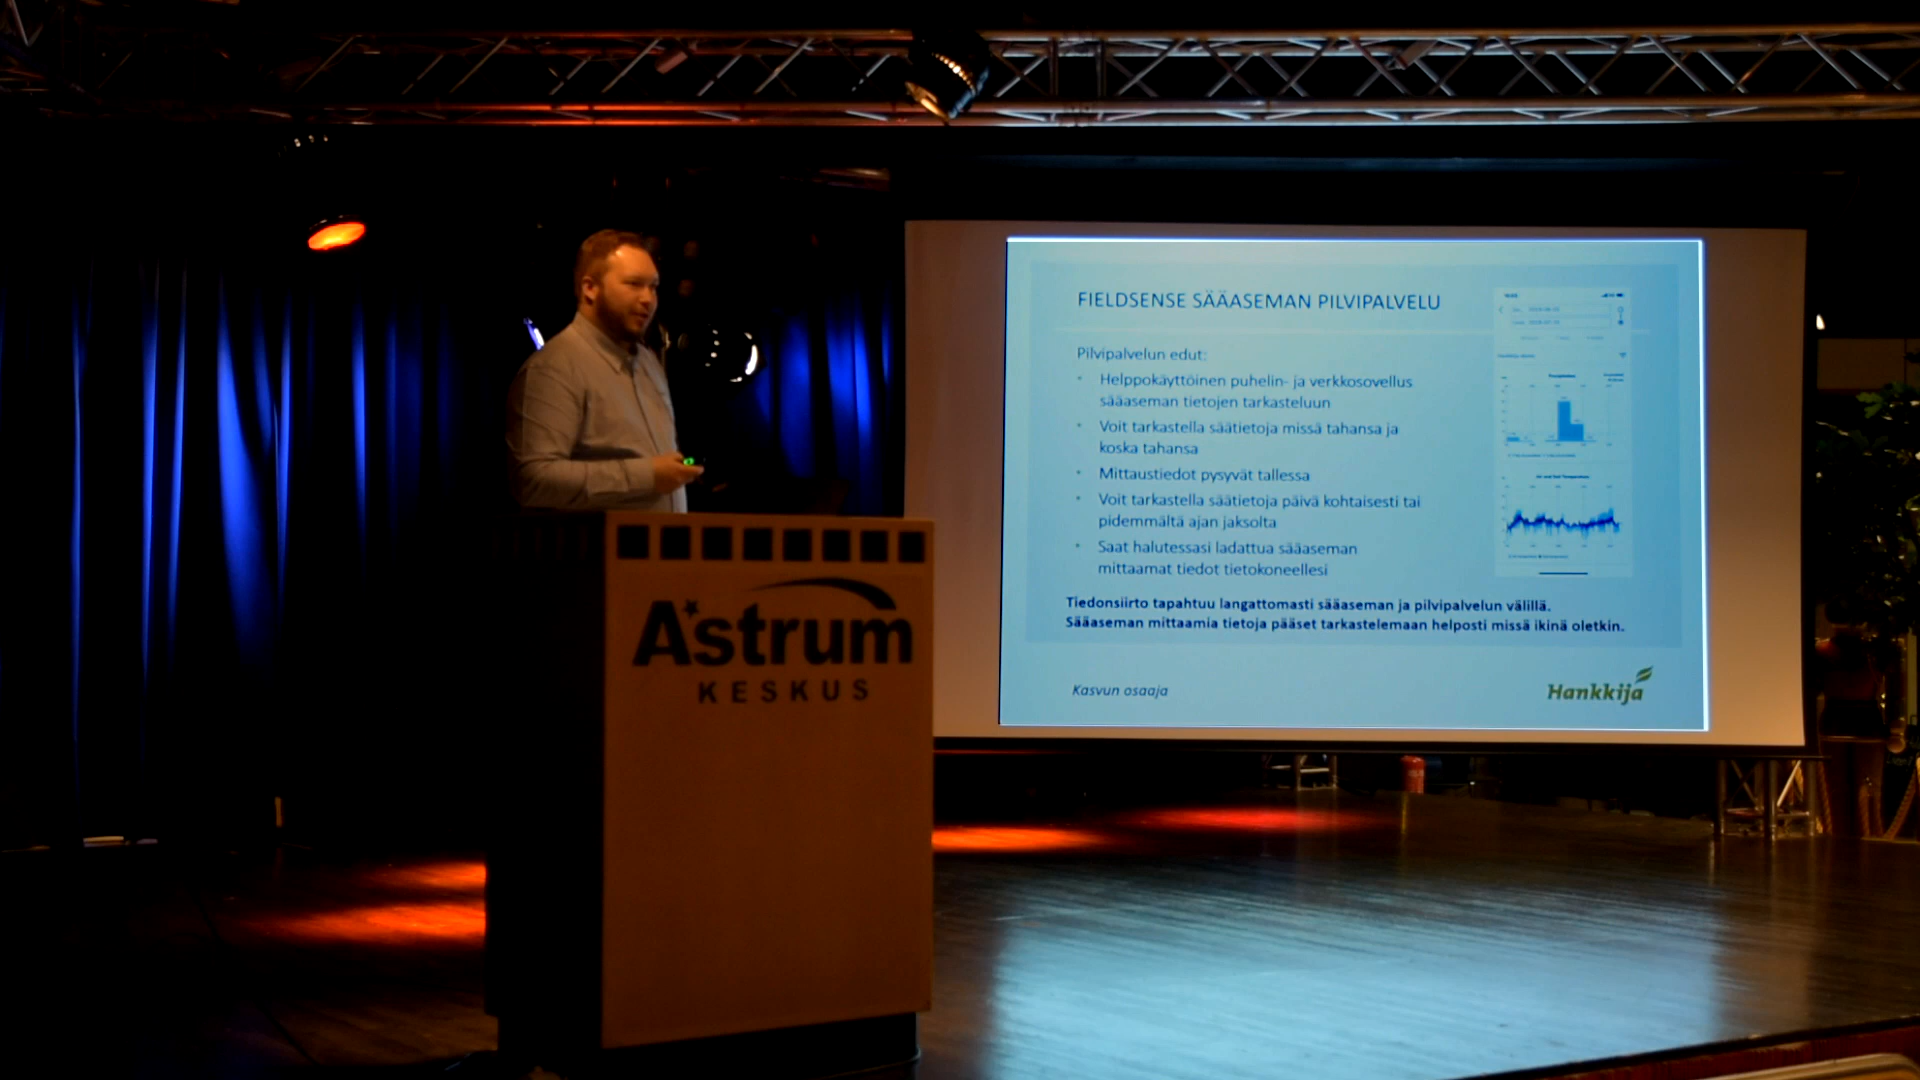 FIELDSENSE SÄÄASEMAN PILVIPALVELU
Pilvipalvelun edut:
• Helppokäyttöinen puhelin- ja verkkosovellus
sääaseman tietojen tarkasteluun
• Voit tarkastella säätietoja missä tahansa ja
koska tahansa
• Mittaustiedot pysyvät tallessa
• Voit tarkastella säätietoja päivä kohtaisesti tai
pidemmältä ajan jaksolta
• Saat halutessasi ladattua sääaseman
mittaamat tiedot tietokoneellesi
Tiedonsiirto tapahtuu langattomasti sääaseman ja pilvipalvelun välillä.
Sääaseman mittaamia tietoja pääset tarkastelemaan helposti missä ikinä oletkin.
Kasvun osaaja
Hankkija
Astrum
KESKUS